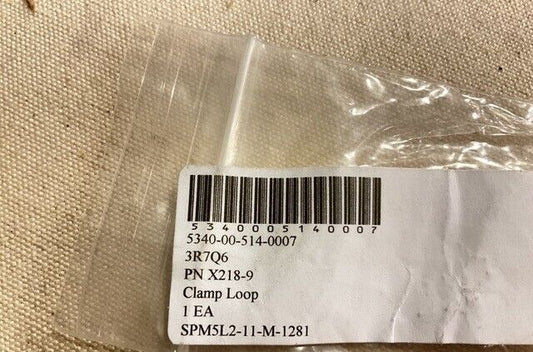 5340005140007
5340-00-514-0007
3R7Q6
PN X218-9
Clamp Loop
1 EA
SPM5L2-11-M-1281